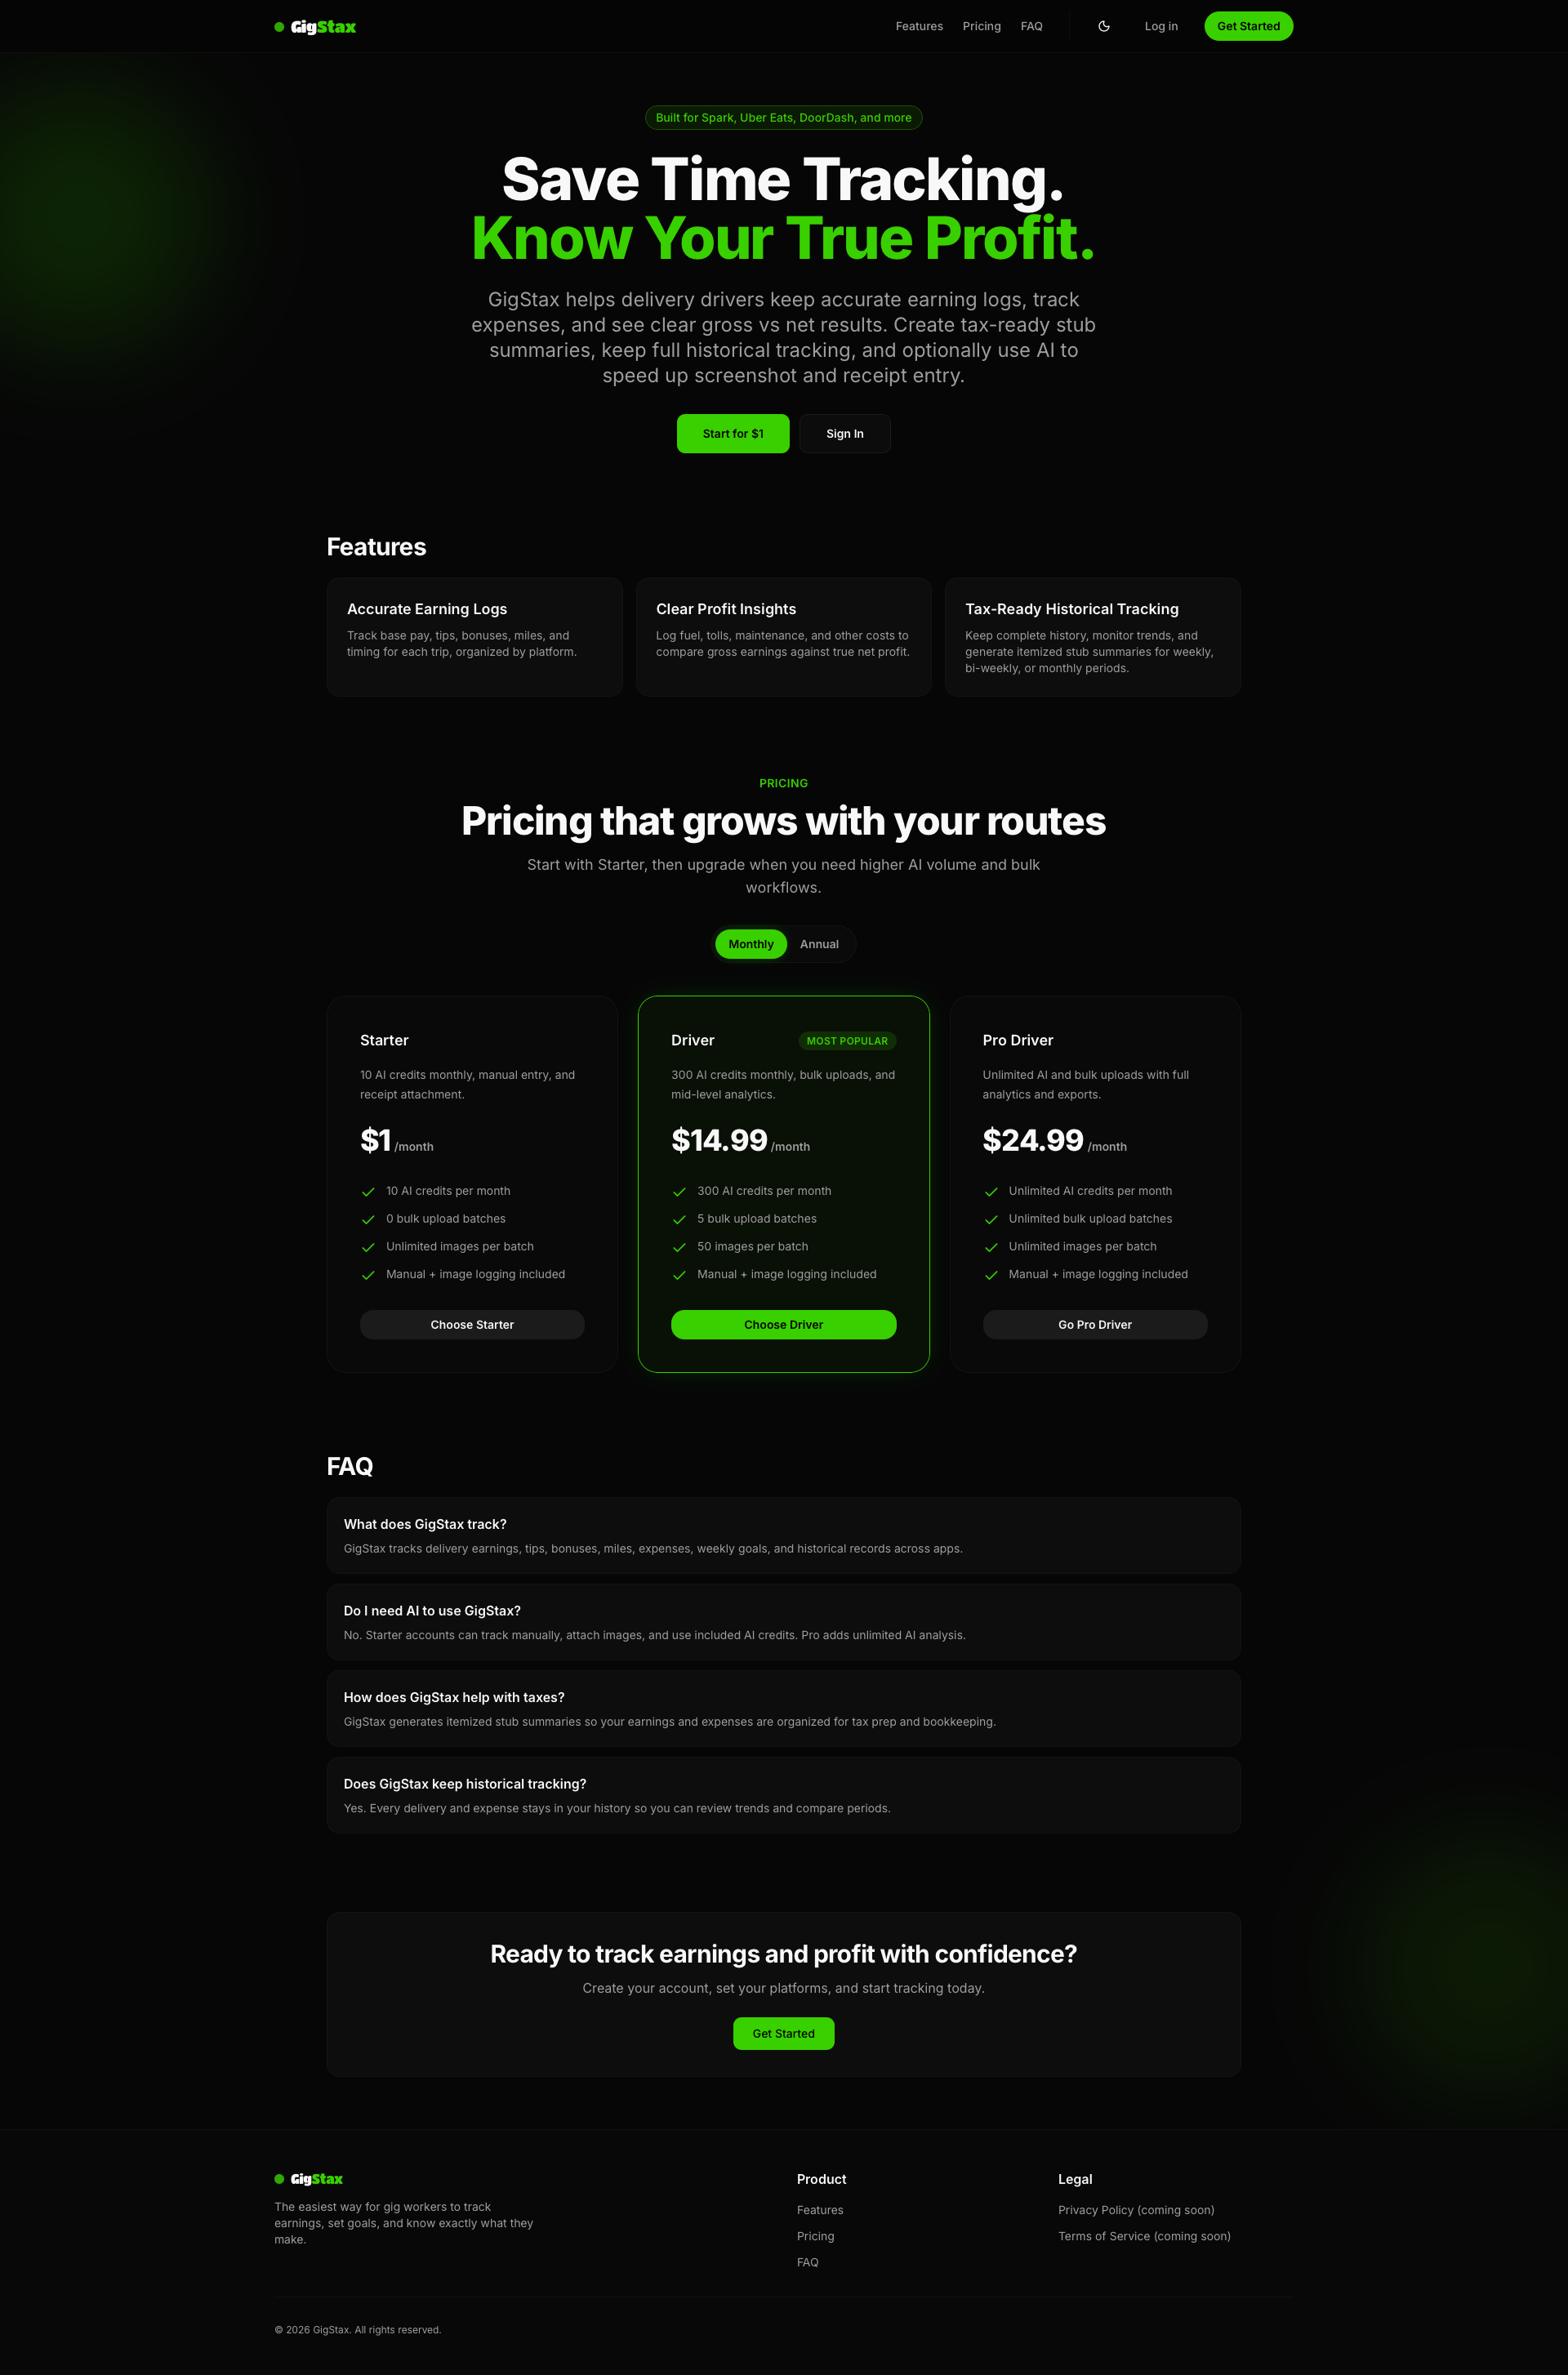 GigStax
Features Pricing FAQ Log in Get Started
Built for Spark, Uber Eats, DoorDash, and more
Save Time Tracking.
Know Your True Profit.
GigStax helps delivery drivers keep accurate earning logs, track
expenses, and see clear gross vs net results. Create tax-ready stub
summaries, keep full historical tracking, and optionally use AI to
speed up screenshot and receipt entry.
Start for $1
Sign In
Features
Accurate Earning Logs
Track base pay, tips, bonuses, miles, and
timing for each trip, organized by platform.
Clear Profit Insights
Log fuel, tolls, maintenance, and other costs to
compare gross earnings against true net profit.
Tax-Ready Historical Tracking
Keep complete history, monitor trends, and
generate itemized stub summaries for weekly,
bi-weekly, or monthly periods.
PRICING
Pricing that grows with your routes
Start with Starter, then upgrade when you need higher AI volume and bulk
workflows.
Monthly Annual
Starter
10 AI credits monthly, manual entry, and
receipt attachment.
$1 /month
10 AI credits per month
0 bulk upload batches
Unlimited images per batch
Manual + image logging included
Choose Starter
Driver MOST POPULAR
300 AI credits monthly, bulk uploads, and
mid-level analytics.
$14.99 /month
300 AI credits per month
5 bulk upload batches
50 images per batch
Manual + image logging included
Choose Driver
Pro Driver
Unlimited AI and bulk uploads with full
analytics and exports.
$24.99 /month
Unlimited AI credits per month
Unlimited bulk upload batches
Unlimited images per batch
Manual + image logging included
Go Pro Driver
FAQ
What does GigStax track?
GigStax tracks delivery earnings, tips, bonuses, miles, expenses, weekly goals, and historical records across apps.
Do I need AI to use GigStax?
No. Starter accounts can track manually, attach images, and use included AI credits. Pro adds unlimited AI analysis.
How does GigStax help with taxes?
GigStax generates itemized stub summaries so your earnings and expenses are organized for tax prep and bookkeeping.
Does GigStax keep historical tracking?
Yes. Every delivery and expense stays in your history so you can review trends and compare periods.
Ready to track earnings and profit with confidence?
Create your account, set your platforms, and start tracking today.
Get Started
GigStax
The easiest way for gig workers to track
earnings, set goals, and know exactly what they
make.
Product
Features
Pricing
FAQ
Legal
Privacy Policy (coming soon)
Terms of Service (coming soon)
© 2026 GigStax. All rights reserved.